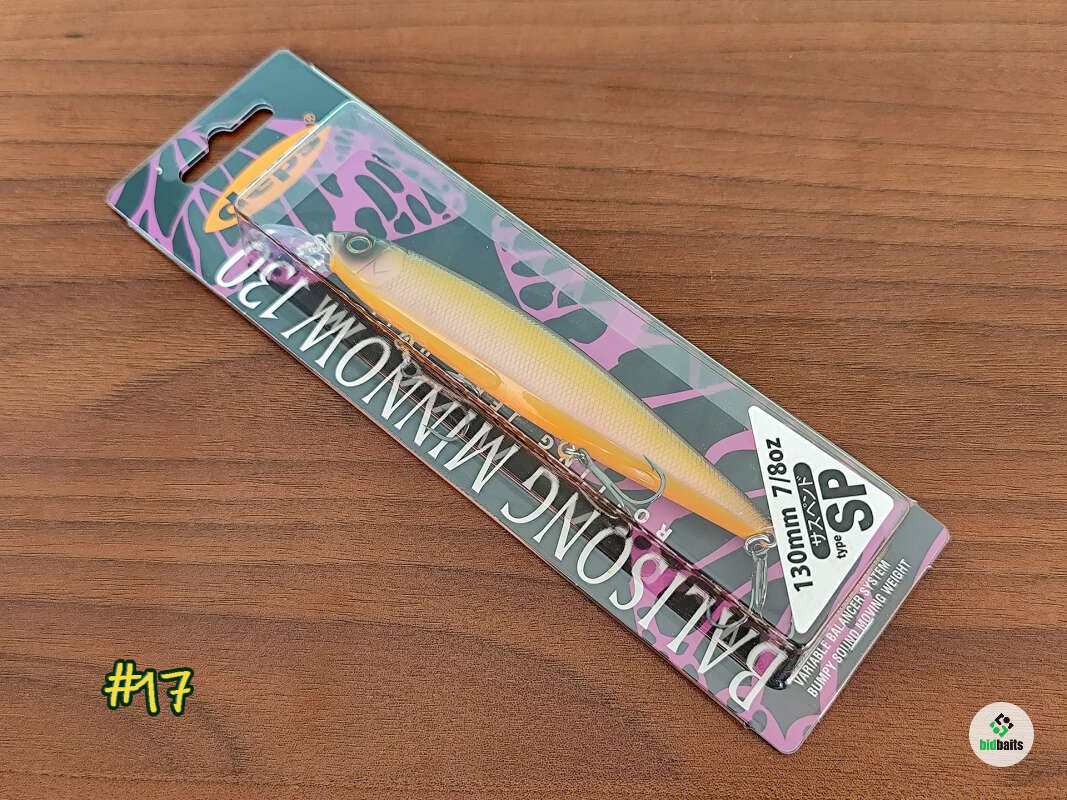 deps®
BALISONG MINNOW 130
130mm 7/8oz
サスペンド
type SP
VARIABLE BALANCER SYSTEM
BUMPY SOUND MOVING WEIGHT
#17
bidbaits